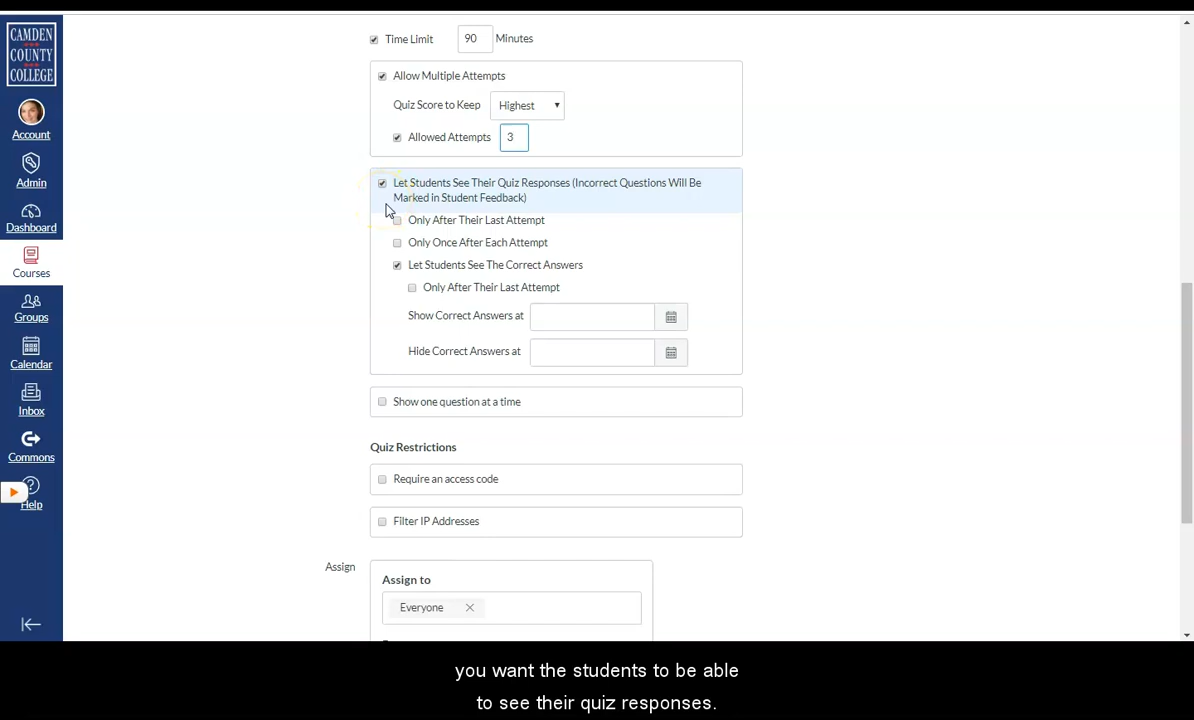 CAMDEN
COUNTY
COLLEGE
Account
Admin
Dashboard
Courses
Groups
Calendar
Inbox
Commons
Help
Time Limit 90 Minutes
Allow Multiple Attempts
Quiz Score to Keep Highest
Allowed Attempts 3
Let Students See Their Quiz Responses (Incorrect Questions Will Be
Marked in Student Feedback)
Only After Their Last Attempt
Only Once After Each Attempt
Let Students See The Correct Answers
Only After Their Last Attempt
Show Correct Answers at
Hide Correct Answers at
Show one question at a time
Quiz Restrictions
Require an access code
Filter IP Addresses
Assign
Assign to
Everyone
you want the students to be able
to see their quiz responses.